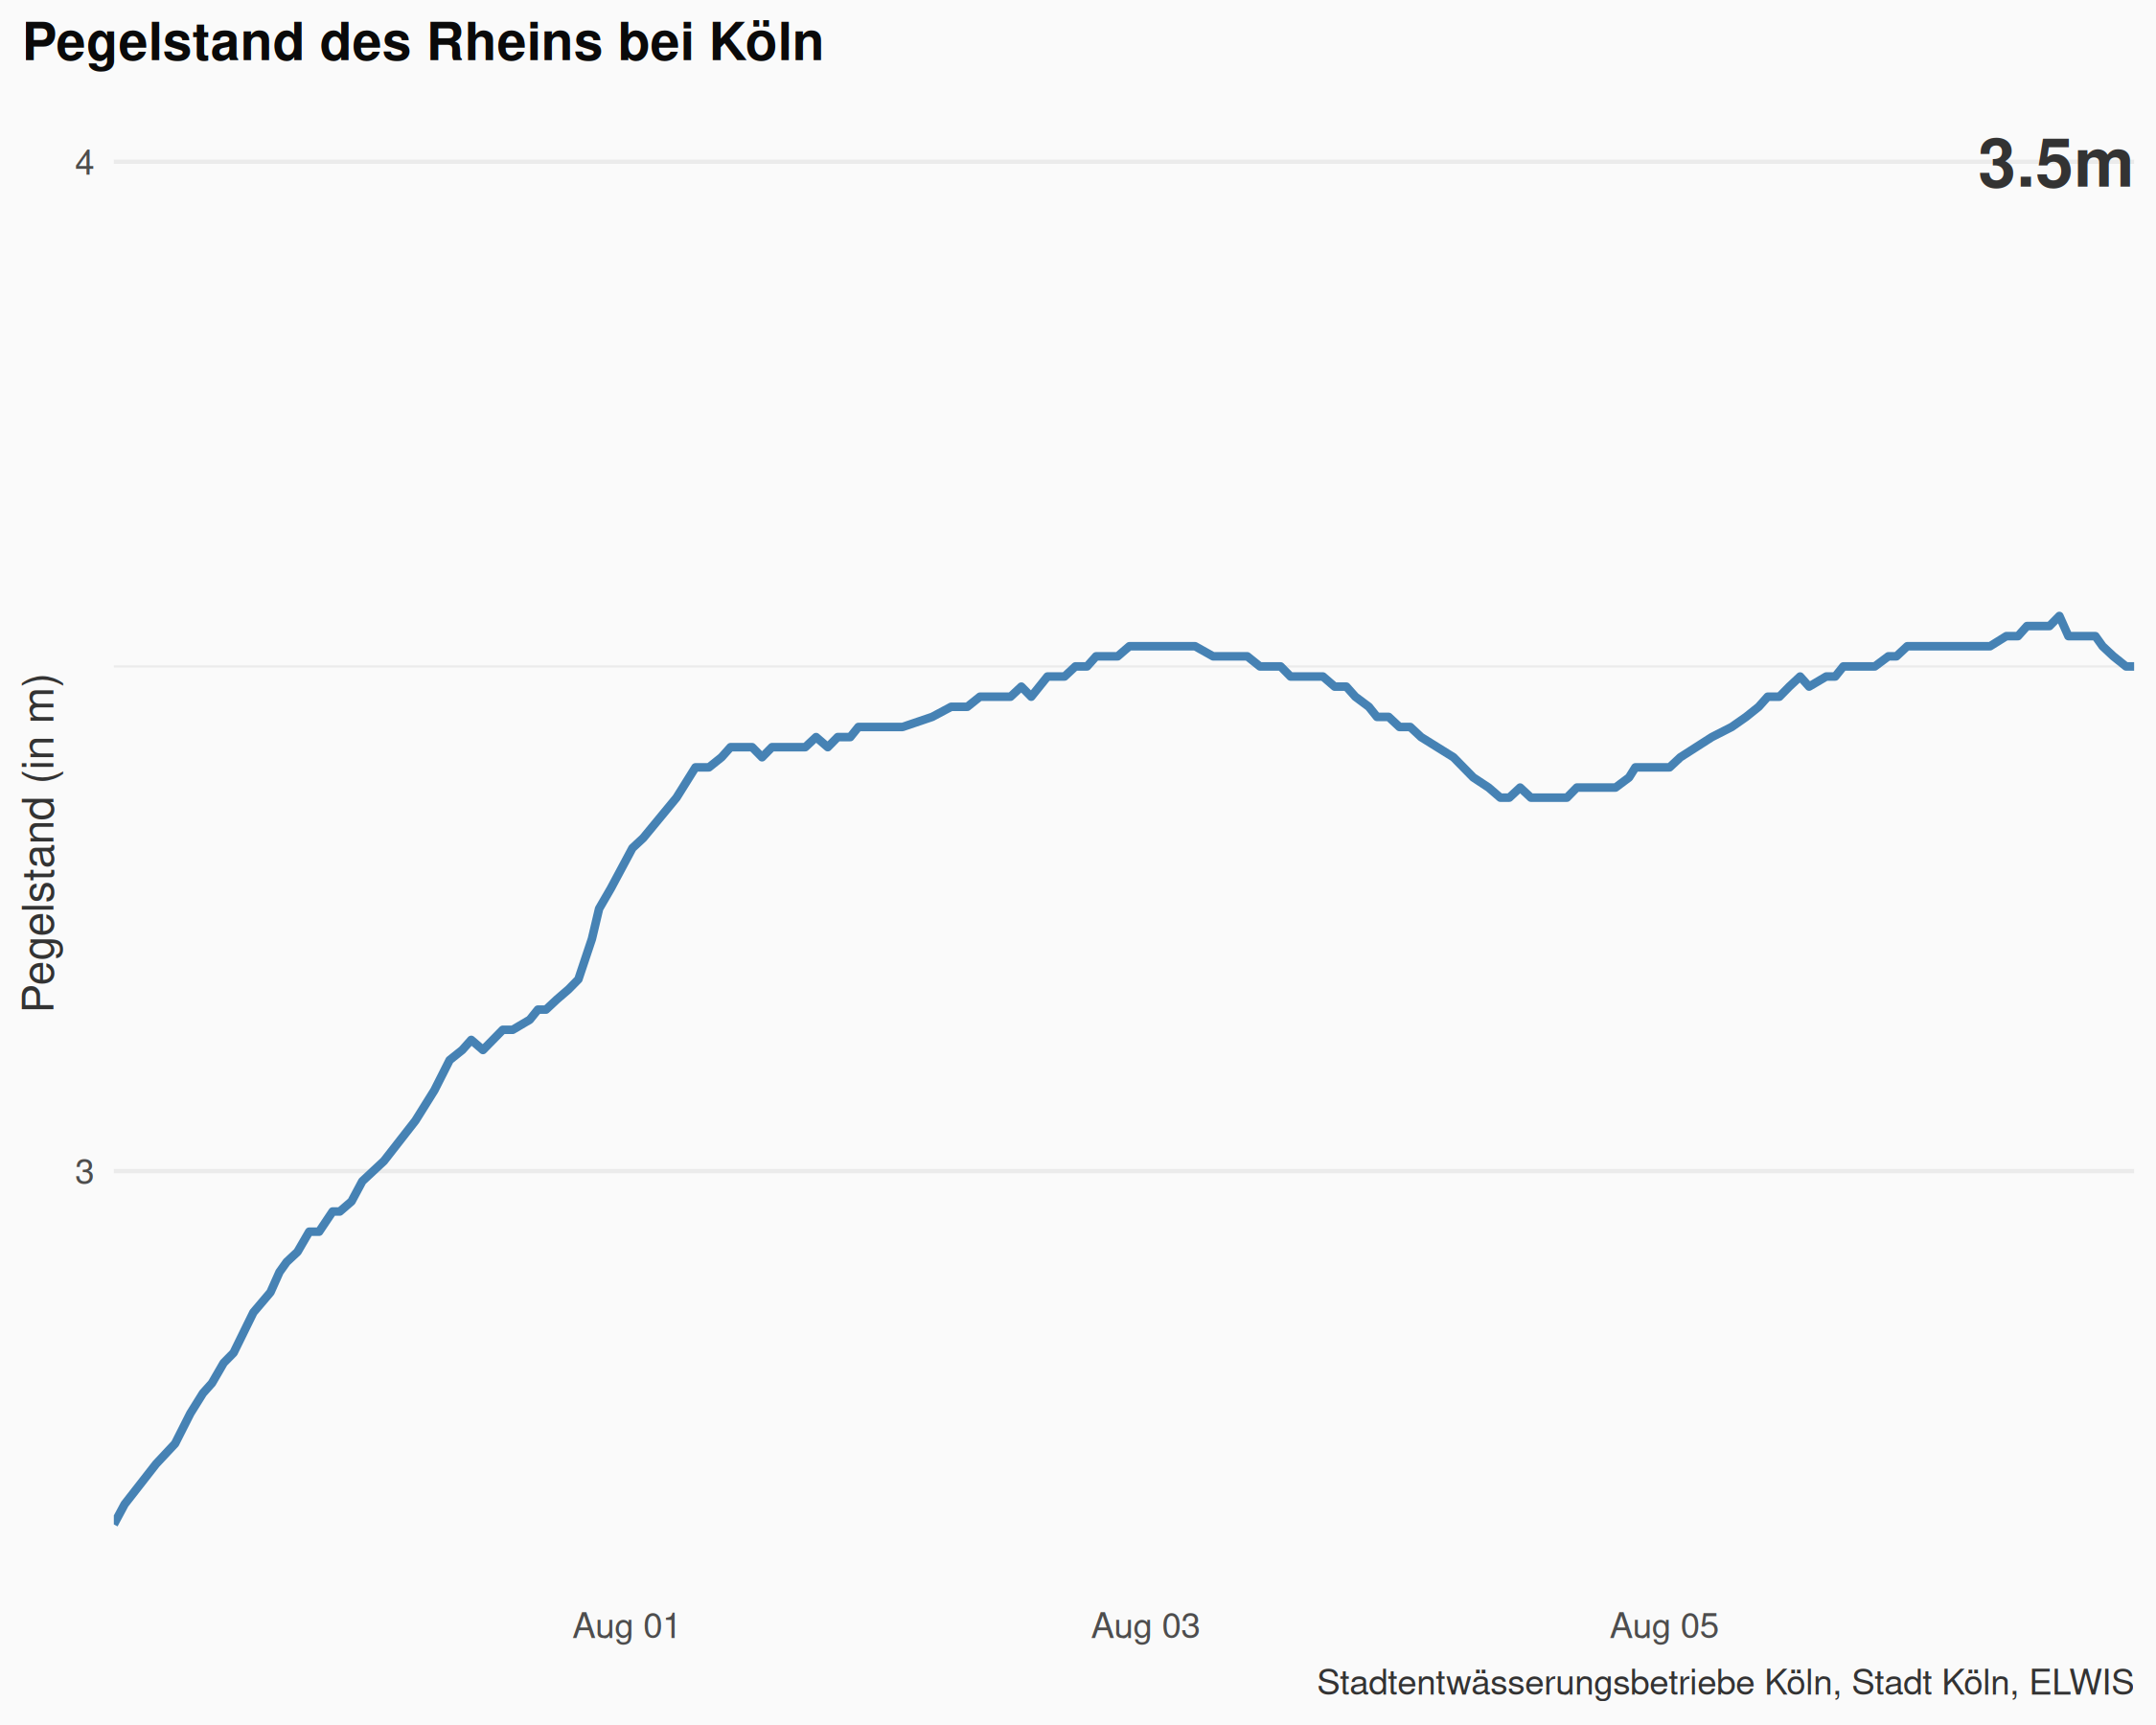 Pegelstand des Rheins bei Köln
4
3.5m
Pegelstand (in m)
3
Aug 01
Aug 03
Aug 05
Stadtentwässerungsbetriebe Köln, Stadt Köln, ELWIS